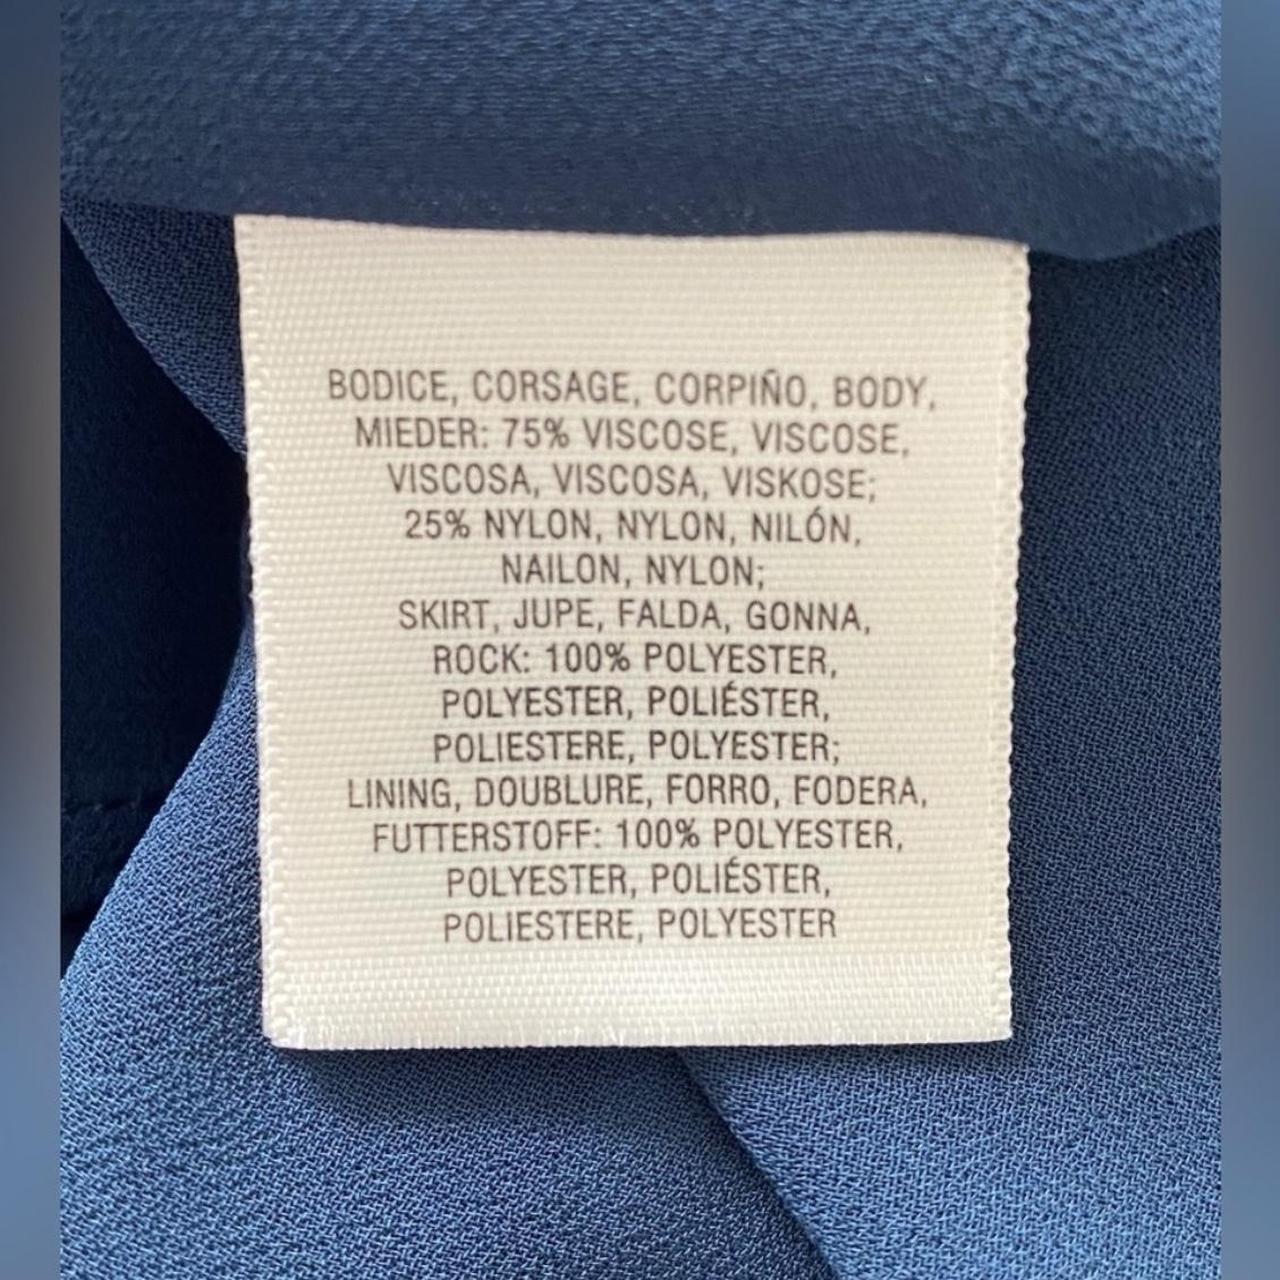 BODICE, CORSAGE, CORPIÑO, BODY,
MIEDER: 75% VISCOSE, VISCOSE,
VISCOSA, VISCOSA, VISKOSE;
25% NYLON, NYLON, NILÓN,
NAILON, NYLON;
SKIRT, JUPE, FALDA, GONNA,
ROCK: 100% POLYESTER,
POLYESTER, POLIÉSTER,
POLIESTERE, POLYESTER;
LINING, DOUBLURE, FORRO, FODERA,
FUTTERSTOFF: 100% POLYESTER,
POLYESTER, POLIÉSTER,
POLIESTERE, POLYESTER